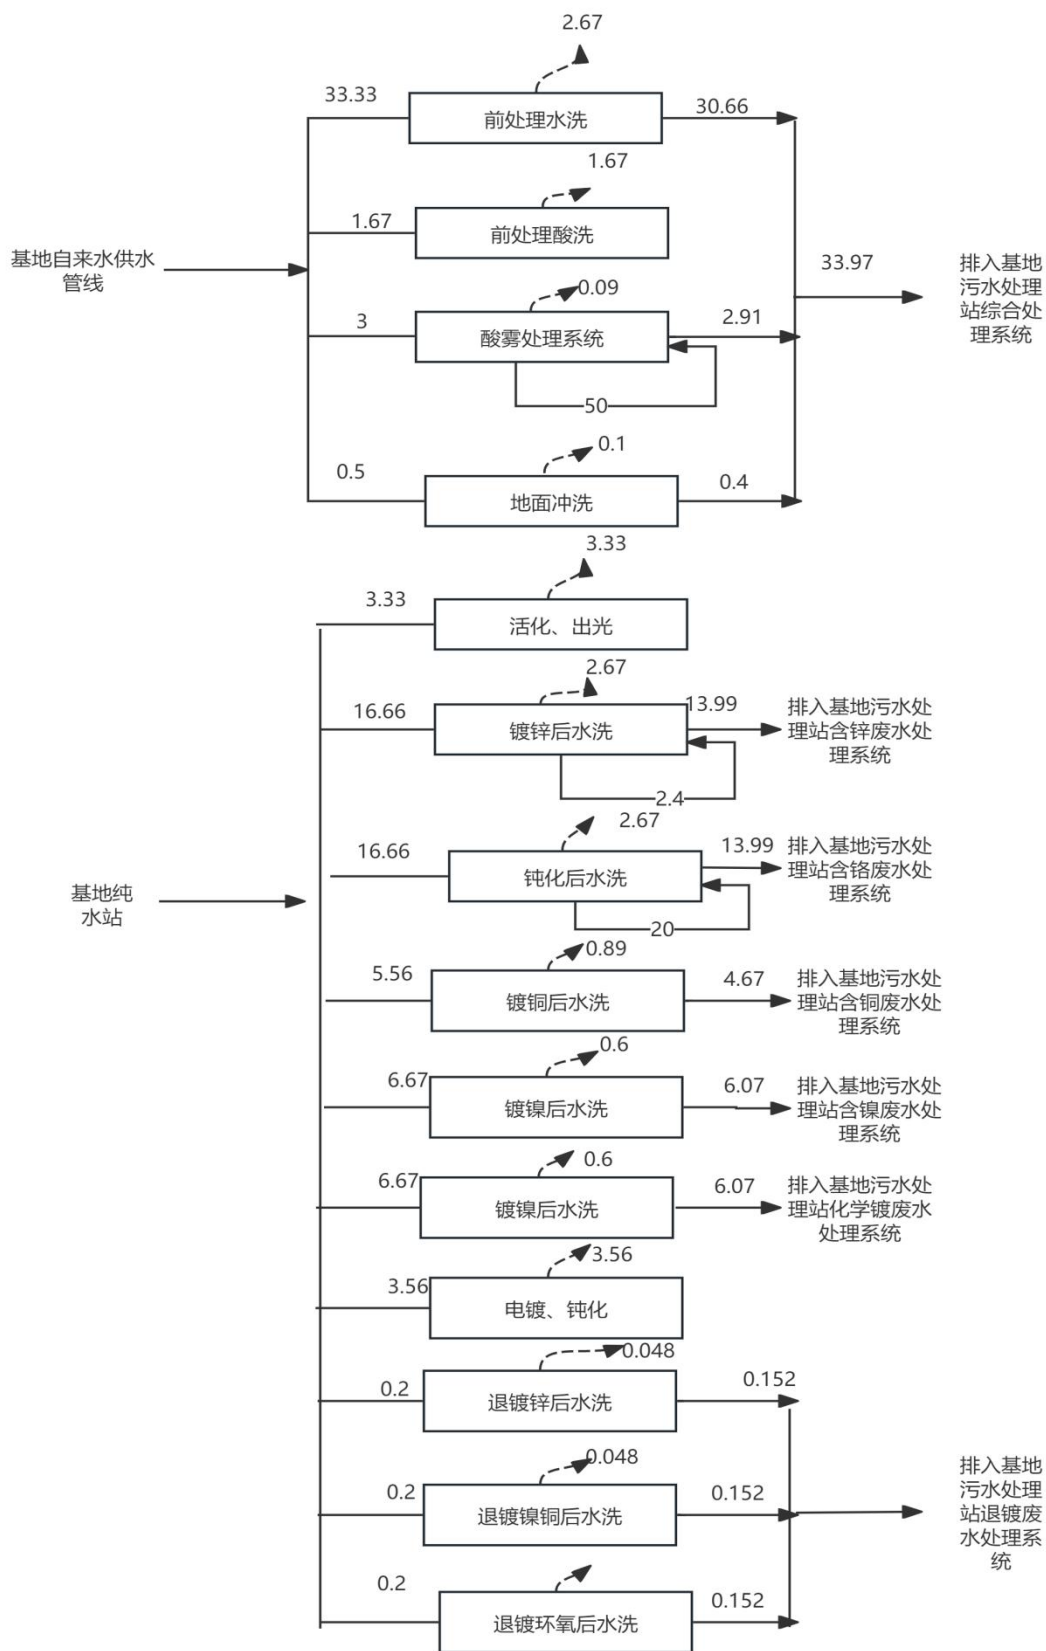 2.67
33.33
前处理水洗
30.66
1.67
1.67
前处理酸洗
基地自来水供水
管线
33.97
排入基地
污水处理
站综合处
理系统
0.09
3
酸雾处理系统
2.91
50
0.1
0.5
地面冲洗
0.4
3.33
3.33
活化、出光
2.67
16.66
镀锌后水洗
13.99
排入基地污水处
理站含锌废水处
理系统
2.4
2.67
16.66
钝化后水洗
13.99
排入基地污水处
理站含铬废水处
理系统
20
基地纯
水站
0.89
5.56
镀铜后水洗
4.67
排入基地污水处
理站含铜废水处
理系统
0.6
6.67
镀镍后水洗
6.07
排入基地污水处
理站含镍废水处
理系统
0.6
6.67
镀镍后水洗
6.07
排入基地污水处
理站化学镀废水
处理系统
3.56
3.56
电镀、钝化
0.048
0.2
退镀锌后水洗
0.152
0.048
0.2
退镀镍铜后水洗
0.152
排入基地
污水处理
站退镀废
水处理系
统
0.2
退镀环氧后水洗
0.152